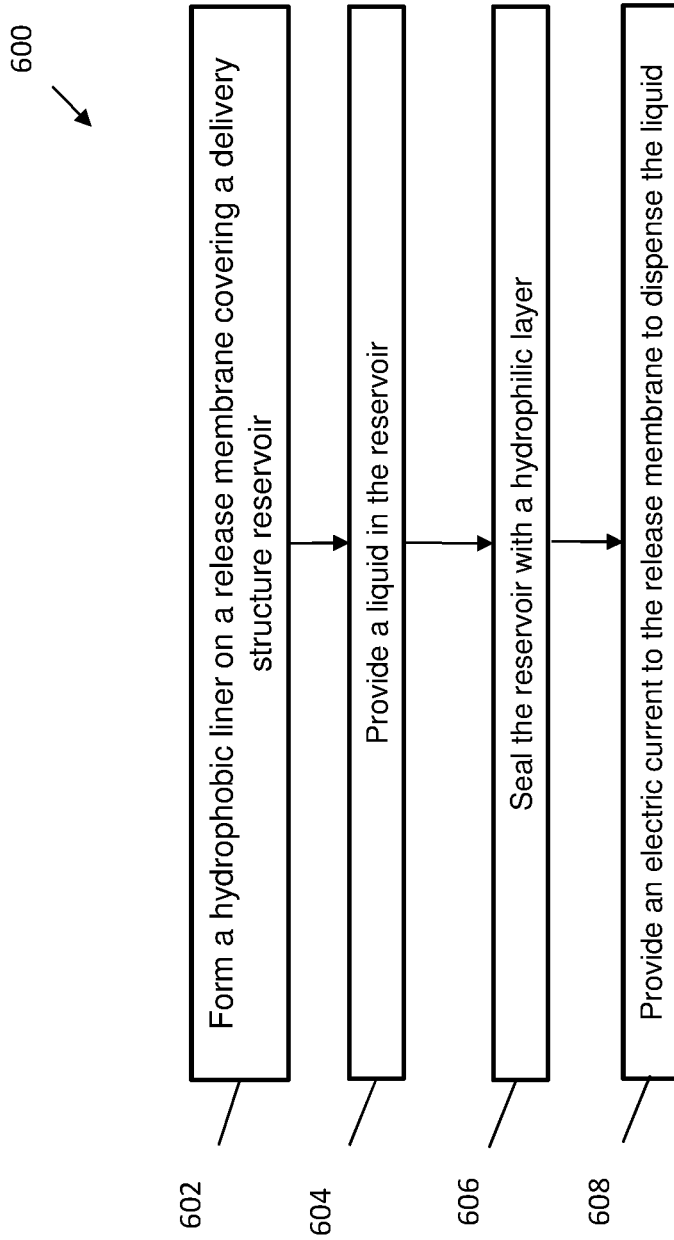 600
602
Form a hydrophobic liner on a release membrane covering a delivery
structure reservoir
604
Provide a liquid in the reservoir
606
Seal the reservoir with a hydrophilic layer
608
Provide an electric current to the release membrane to dispense the liquid